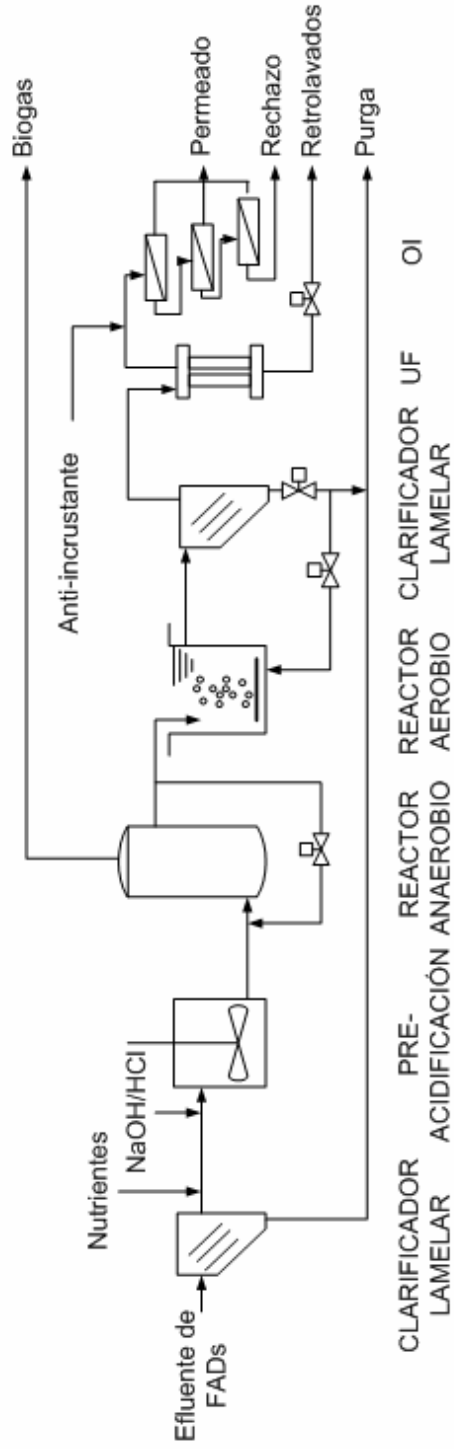 Efluente de
FADs
Nutrientes
NaOH/HCl
Anti-incrustante
Biogas
Permeado
Rechazo
Retrolavados
Purga
CLARIFICADOR
LAMELAR
PRE-
ACIDIFICACIÓN
REACTOR
ANAEROBIO
REACTOR
AEROBIO
CLARIFICADOR
LAMELAR
UF
OI